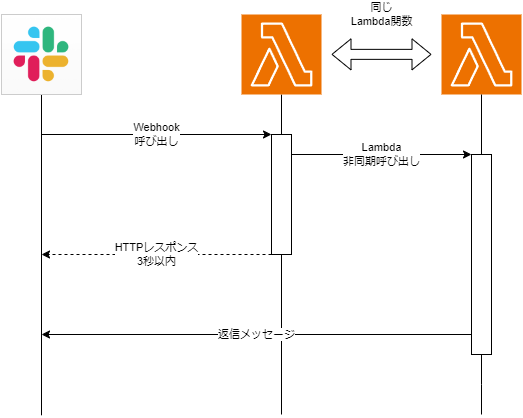 同じ
Lambda関数
Webhook
呼び出し
Lambda
非同期呼び出し
HTTPレスポンス
3秒以内
返信メッセージ